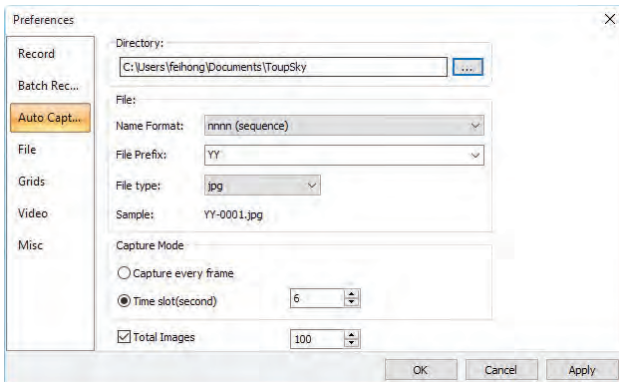 Preferences
Record
Batch Rec...
Auto Capt...
File
Grids
Video
Misc
Directory:
C:\Users\feihong\Documents\ToupSky
...
File:
Name Format: nnnn (sequence)
File Prefix: YY
File type: jpg
Sample: YY-0001.jpg
Capture Mode
Capture every frame
Time slot(second) 6
Total Images 100
OK Cancel Apply